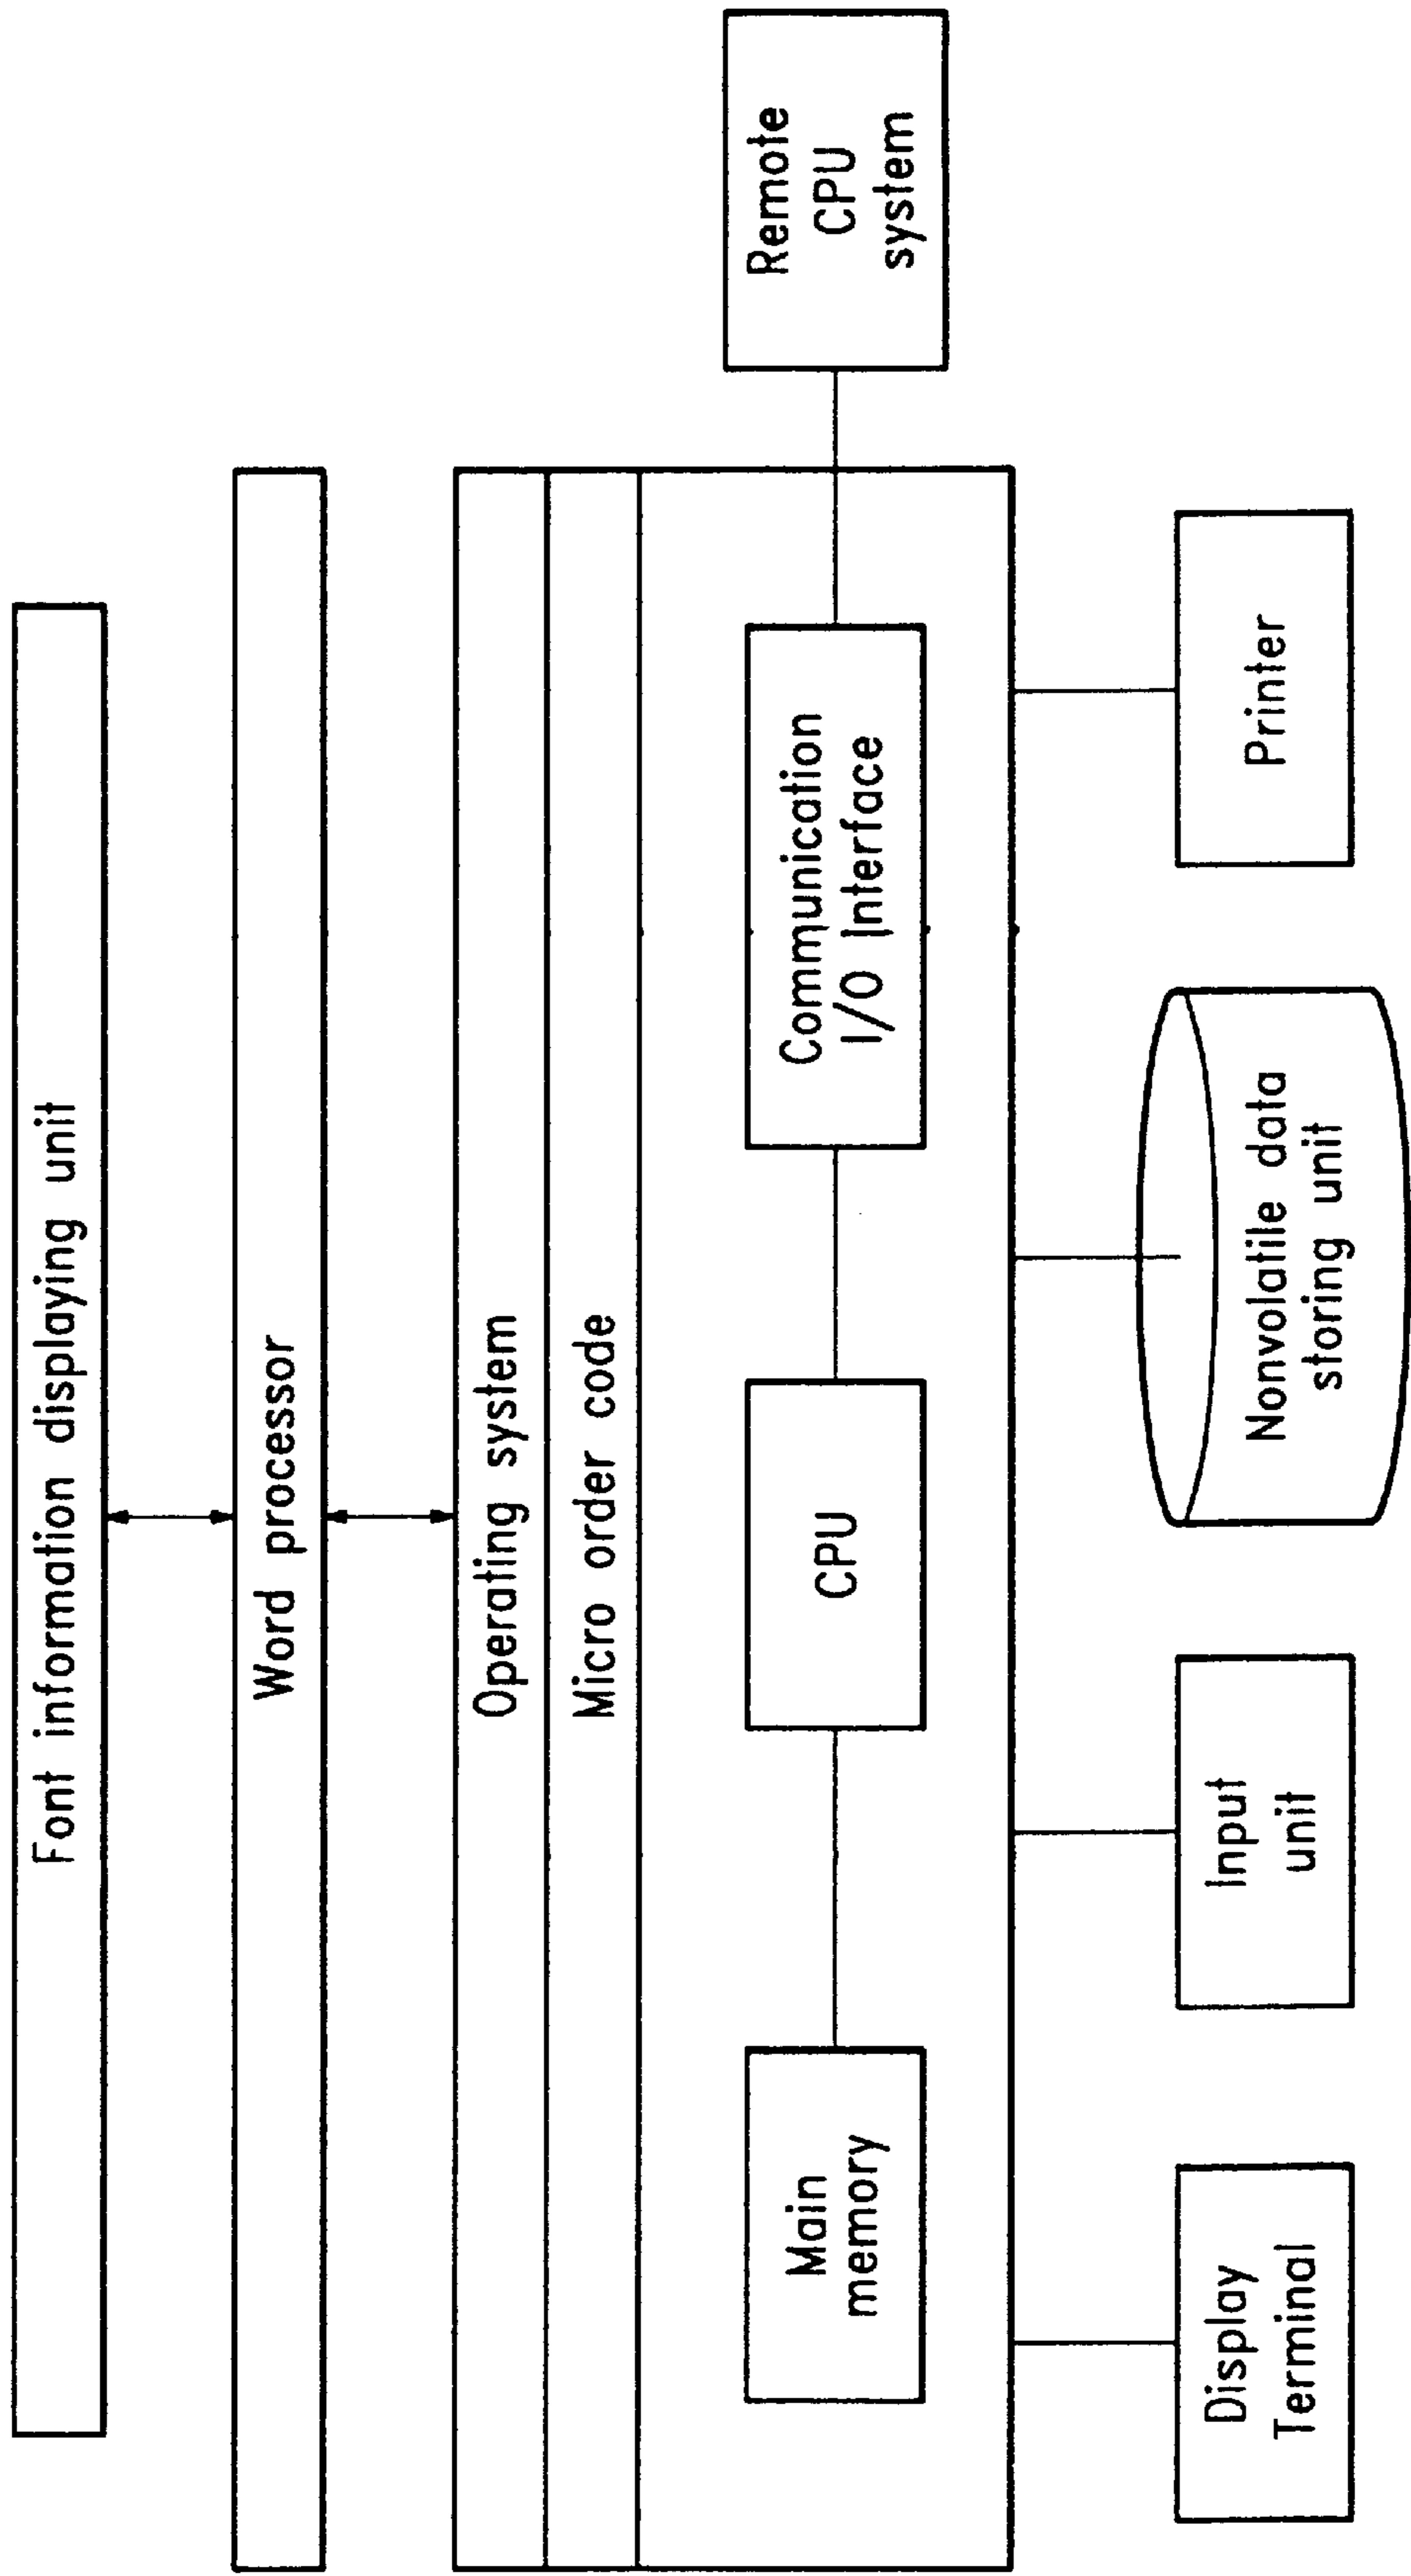 Font information displaying unit
Word processor
Operating system
Micro order code
Main
memory
CPU
Communication
I/O Interface
Remote
CPU
system
Display
Terminal
Input
unit
Nonvolatile data
storing unit
Printer